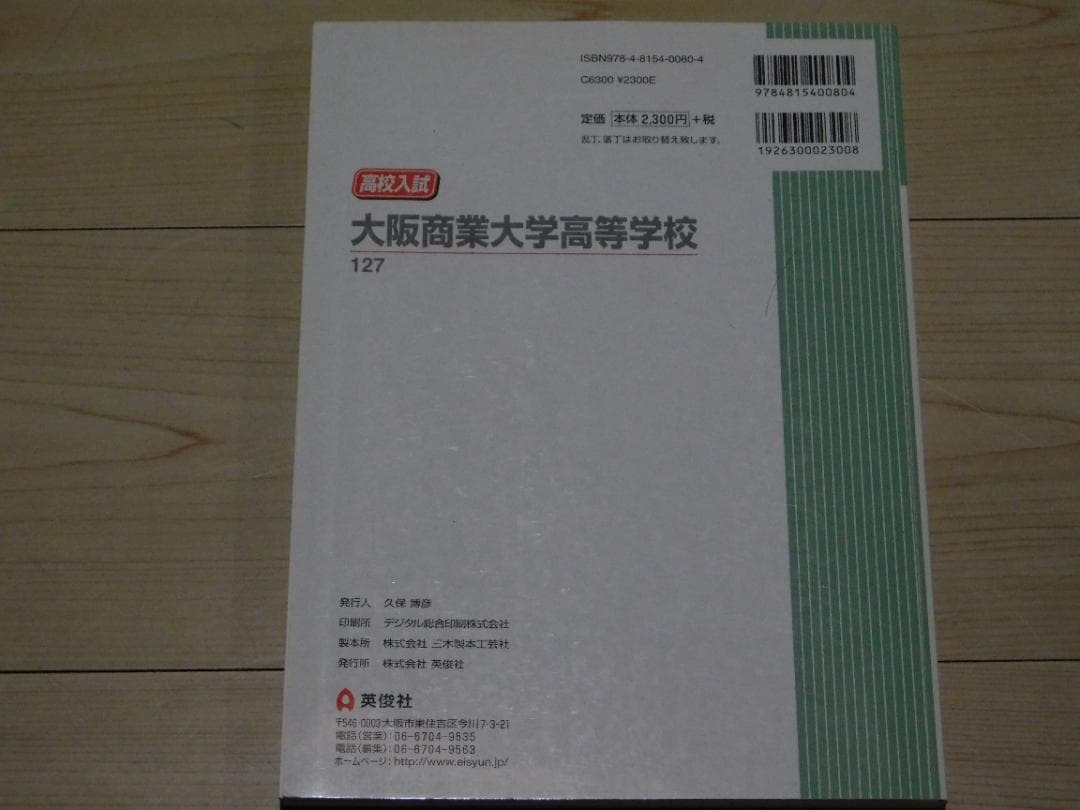 ISBN978-4-8154-0080-4
C6300 ¥2300E
9784815400804
定価 本体2,300円+税
乱丁、落丁はお取り替え致します。
1926300023008
高校入試
大阪商業大学高等学校
127
発行人 久保 博彦
印刷所 デジタル総合印刷株式会社
製本所 株式会社 三木製本工芸社
発行所 株式会社 英俊社
英俊社
〒546-0003大阪市東住吉区今川7-3-21
電話(営業):06-6704-9635
電話(編集):06-6704-9563
ホームページ:http://www.eisyun.jp/